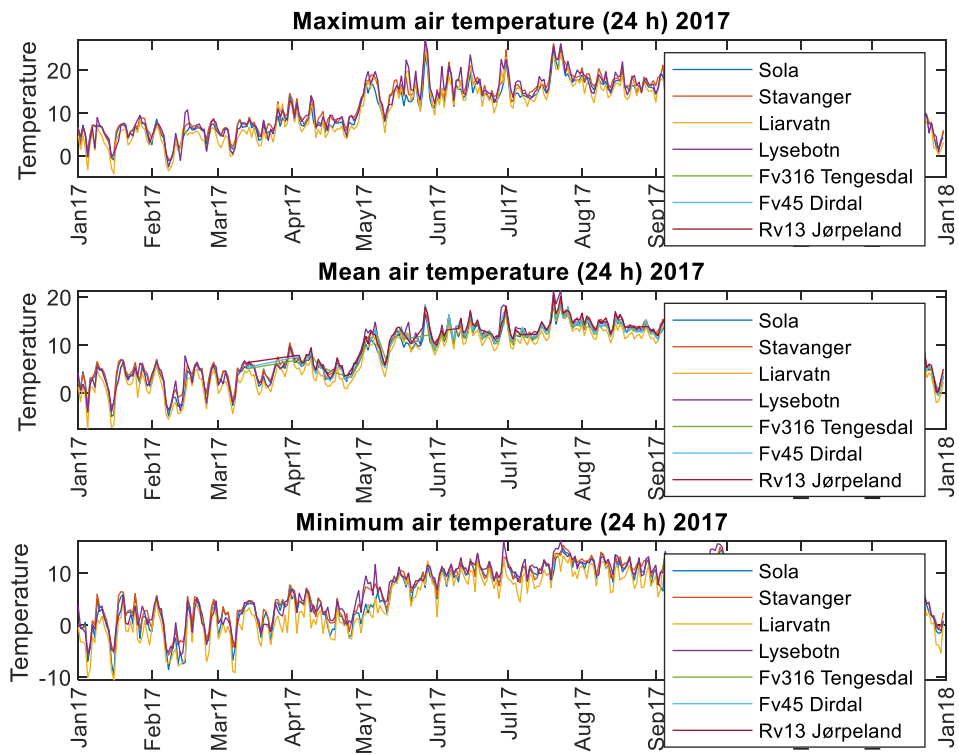 Maximum air temperature (24 h) 2017
Temperature
20
10
0
Jan17 Feb17 Mar17 Apr17 May17 Jun17 Jul17 Aug17 Sep17 Jan18
Sola
Stavanger
Liarvatn
Lysebotn
Fv316 Tengesdal
Fv45 Dirdal
Rv13 Jørpeland
Mean air temperature (24 h) 2017
Temperature
20
10
0
Jan17 Feb17 Mar17 Apr17 May17 Jun17 Jul17 Aug17 Sep17 Jan18
Sola
Stavanger
Liarvatn
Lysebotn
Fv316 Tengesdal
Fv45 Dirdal
Rv13 Jørpeland
Minimum air temperature (24 h) 2017
Temperature
10
0
-10
Jan17 Feb17 Mar17 Apr17 May17 Jun17 Jul17 Aug17 Sep17 Jan18
Sola
Stavanger
Liarvatn
Lysebotn
Fv316 Tengesdal
Fv45 Dirdal
Rv13 Jørpeland